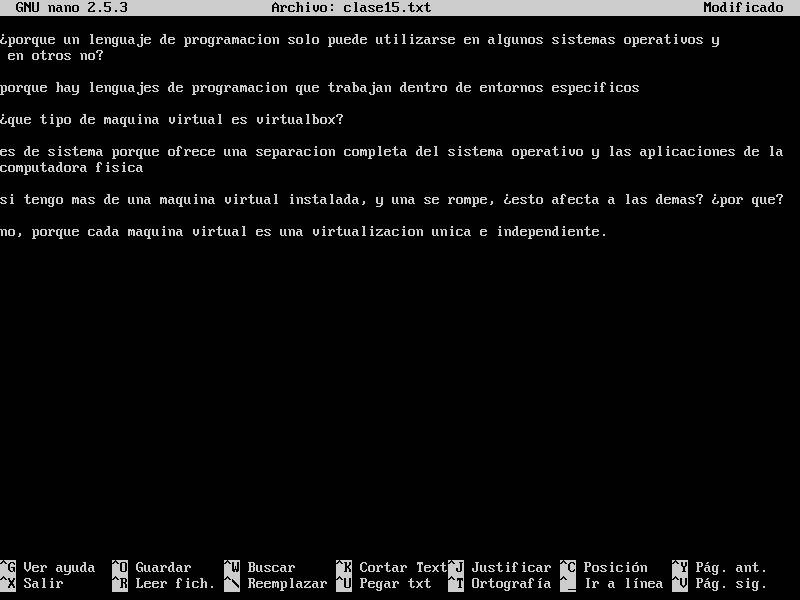 GNU nano 2.5.3 Archivo: clase15.txt Modificado
¿porque un lenguaje de programacion solo puede utilizarse en algunos sistemas operativos y
en otros no?
porque hay lenguajes de programacion que trabajan dentro de entornos especificos
¿que tipo de maquina virtual es virtualbox?
es de sistema porque ofrece una separacion completa del sistema operativo y las aplicaciones de la
computadora fisica
si tengo mas de una maquina virtual instalada, y una se rompe, ¿esto afecta a las demas? ¿por que?
no, porque cada maquina virtual es una virtualizacion unica e independiente.
^G Ver ayuda ^O Guardar ^W Buscar ^K Cortar Text ^J Justificar ^C Posición ^Y Pág. ant.
^X Salir ^R Leer fich. ^\ Reemplazar ^U Pegar txt ^T Ortografía ^_ Ir a línea ^V Pág. sig.